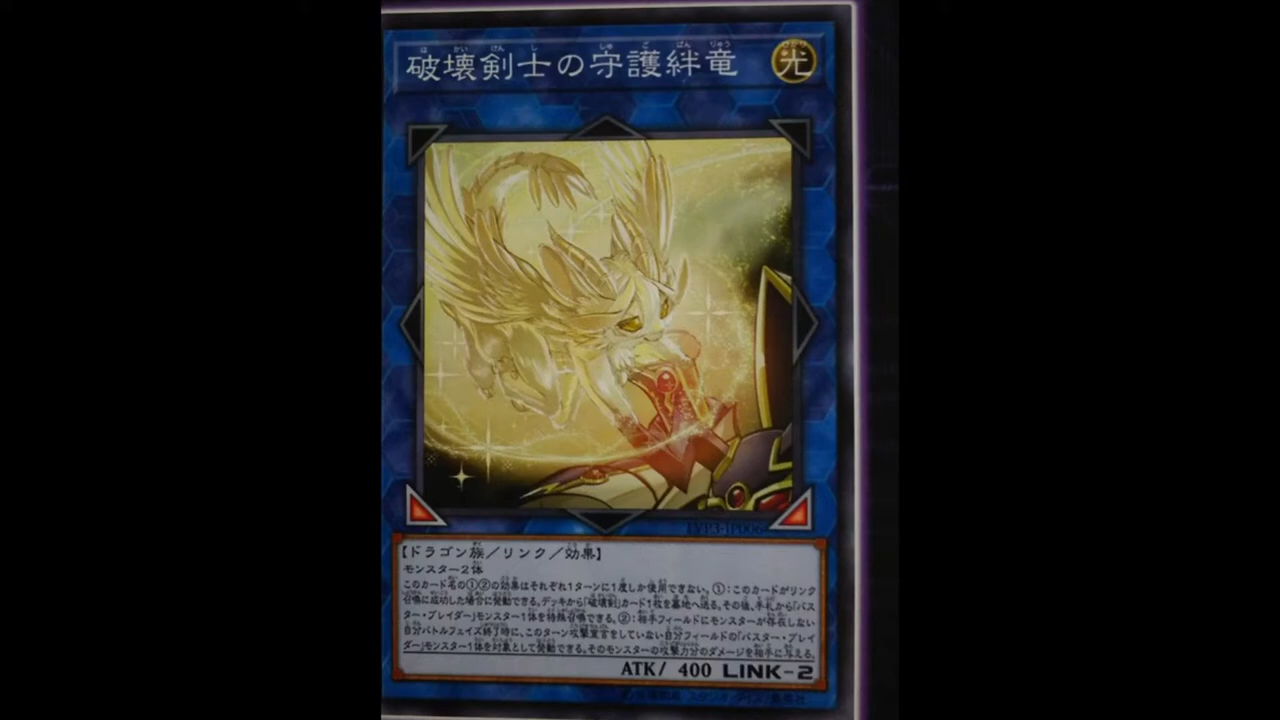 破壊剣士の守護絆竜
光
【ドラゴン族／リンク／効果】
モンスター2体
このカード名の①②の効果はそれぞれ1ターンに1度しか使用できない。①：このカードがリンク
召喚に成功した場合に発動できる。デッキから「破壊剣」カード1枚を墓地へ送る。その後、手札から「バス
ター・ブレイダー」モンスター1体を特殊召喚できる。②：相手フィールドにモンスターが存在しない
自分バトルフェイズ終了時に、このターン攻撃宣言をしていない自分フィールドの「バスター・ブレイ
ダー」モンスター1体を対象として発動できる。そのモンスターの攻撃力分のダメージを相手に与える。
ATK/ 400 LINK-2